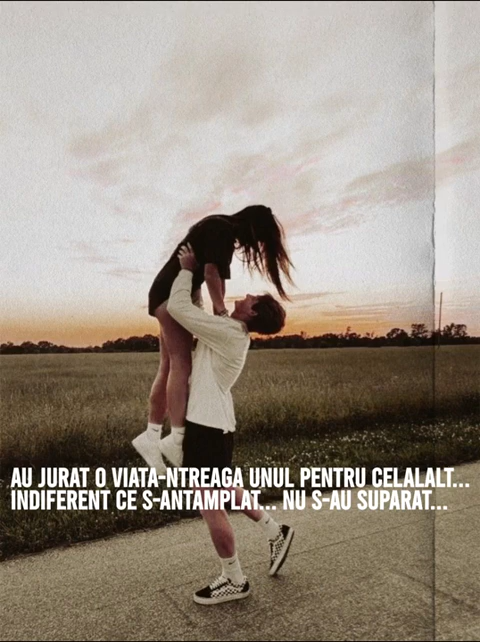 AU JURAT O VIATA-NTREAGA UNUL PENTRU CELALALT...
INDIFERENT CE S-ANTAMPLAT... NU S-AU SUPARAT...